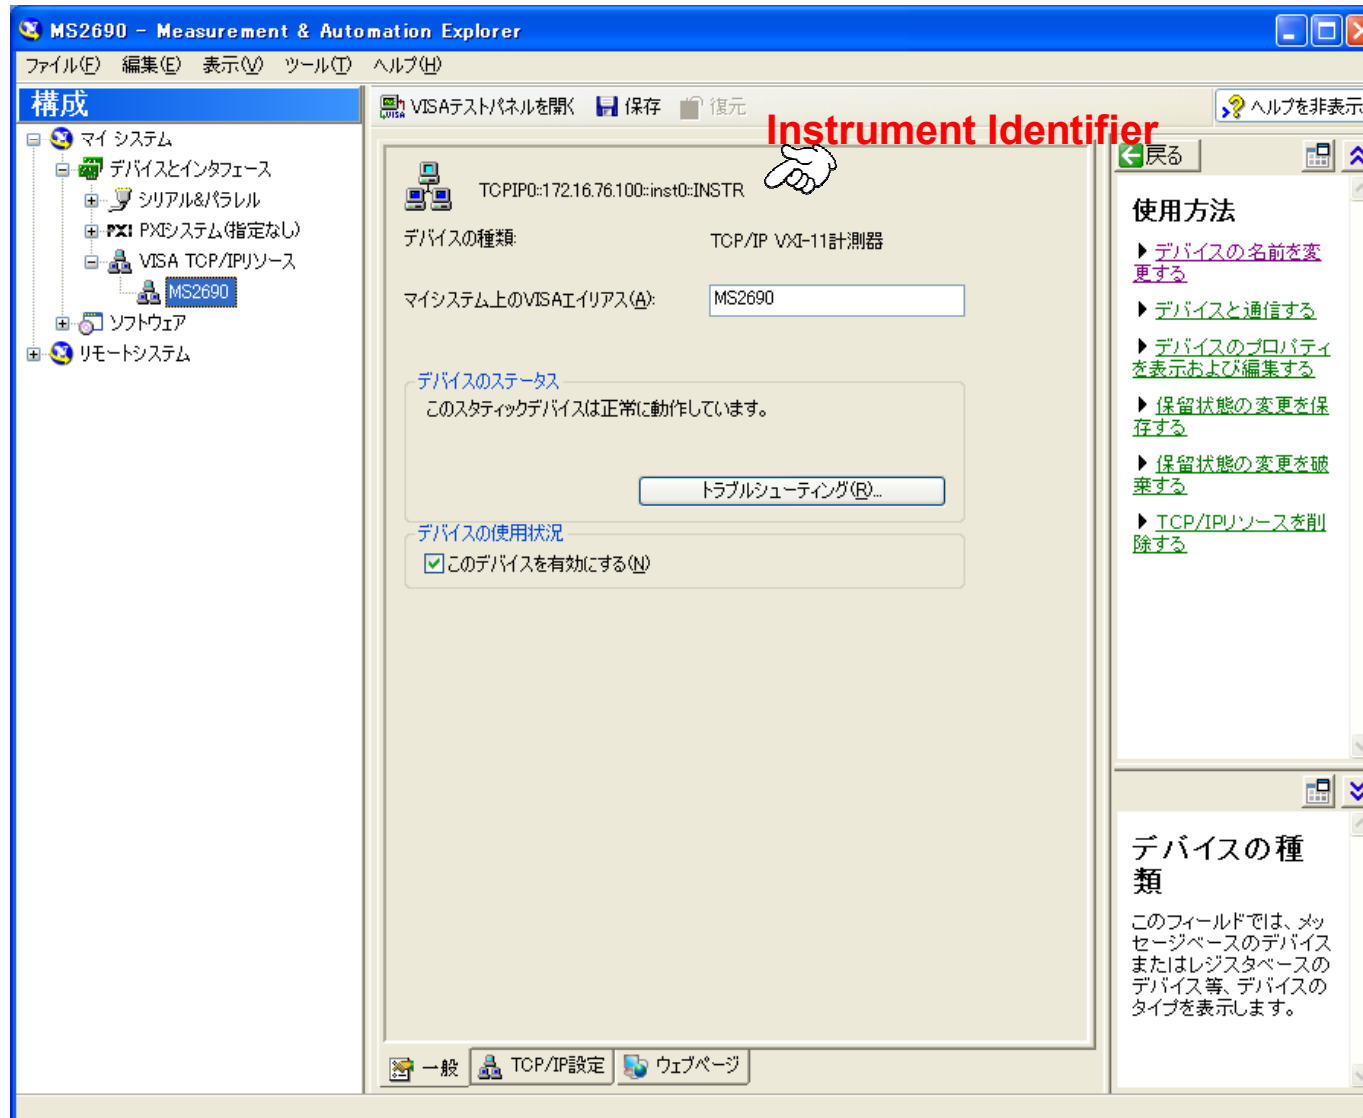 MS2690 - Measurement & Automation Explorer
ファイル(F) 編集(E) 表示(V) ツール(T) ヘルプ(H)
構成
マイ システム
デバイスとインタフェース
シリアル&パラレル
PXI PXIシステム(指定なし)
VISA TCP/IPリソース
MS2690
ソフトウェア
リモートシステム
VISA VISAテストパネルを開く 保存 復元
ヘルプを非表示
Instrument Identifier
TCPIP0::172.16.76.100::inst0::INSTR
デバイスの種類: TCP/IP VXI-11計測器
マイシステム上のVISAエイリアス(A): MS2690
デバイスのステータス
このスタティックデバイスは正常に動作しています。
トラブルシューティング(R)...
デバイスの使用状況
このデバイスを有効にする(N)
一般 TCP/IP設定 ウェブページ
戻る
使用方法
デバイスの名前を変
更する
デバイスと通信する
デバイスのプロパティ
を表示および編集する
保留状態の変更を保
存する
保留状態の変更を破
棄する
TCP/IPリソースを削
除する
デバイスの種
類
このフィールドでは、メッ
セージベースのデバイス
またはレジスタベースの
デバイス等、デバイスの
タイプを表示します。